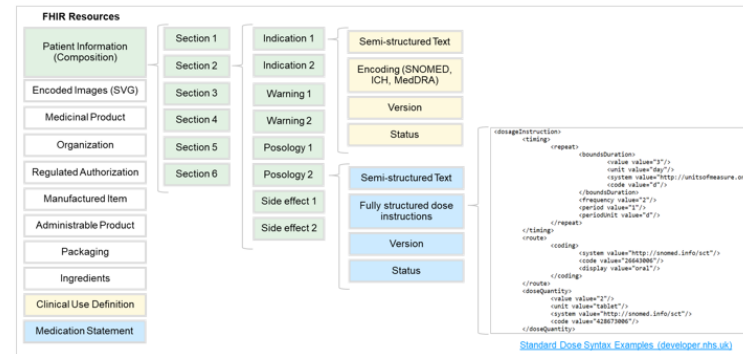 FHIR Resources
Patient Information
(Composition)
Encoded Images (SVG)
Medicinal Product
Organization
Regulated Authorization
Manufactured Item
Administrable Product
Packaging
Ingredients
Clinical Use Definition
Medication Statement
Section 1
Section 2
Section 3
Section 4
Section 5
Section 6
Indication 1
Indication 2
Warning 1
Warning 2
Posology 1
Posology 2
Side effect 1
Side effect 2
Semi-structured Text
Encoding (SNOMED,
ICH, MedDRA)
Version
Status
Semi-structured Text
Fully structured dose
instructions
Version
Status
<dosageInstruction>
<timing>
<repeat>
<boundsDuration>
<value value="3"/>
<unit value="day"/>
<system value="http://unitsofmeasure.o
<code value="d"/>
</boundsDuration>
<frequency value="2"/>
<period value="1"/>
<periodUnit value="d"/>
</repeat>
</timing>
<route>
<coding>
<system value="http://snomed.info/sct"/>
<code value="26643006"/>
<display value="oral"/>
</coding>
</route>
<doseQuantity>
<value value="2"/>
<unit value="tablet"/>
<system value="http://snomed.info/sct"/>
<code value="428673006"/>
</doseQuantity>
Standard Dose Syntax Examples (developer.nhs.uk)